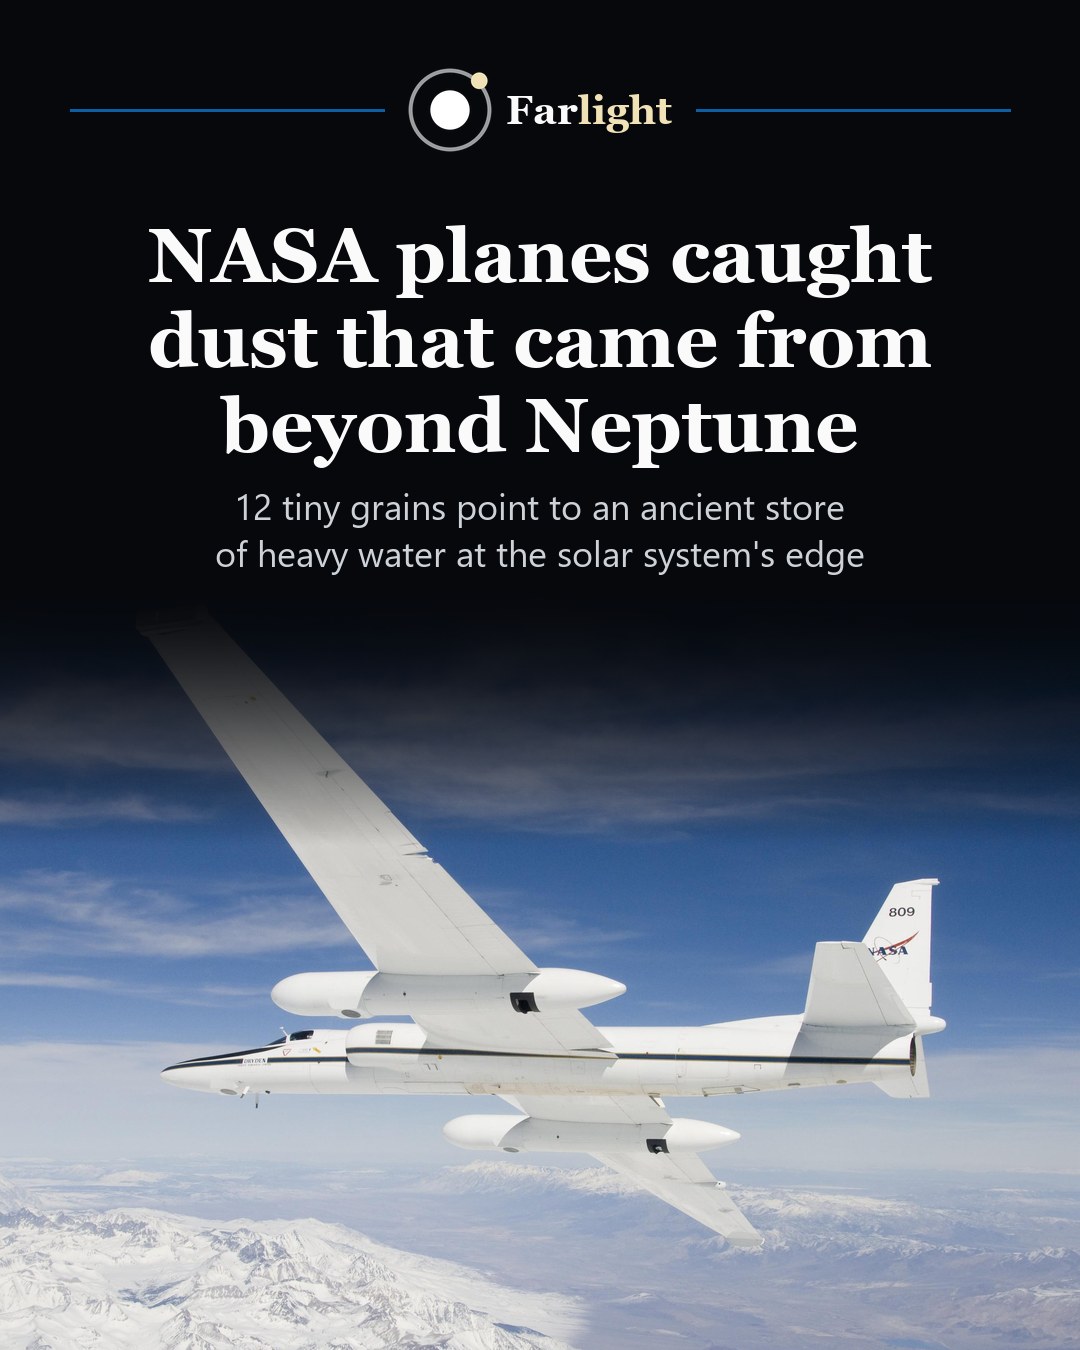 Farlight
NASA planes caught
dust that came from
beyond Neptune
12 tiny grains point to an ancient store
of heavy water at the solar system's edge
809
NASA
DRYDEN